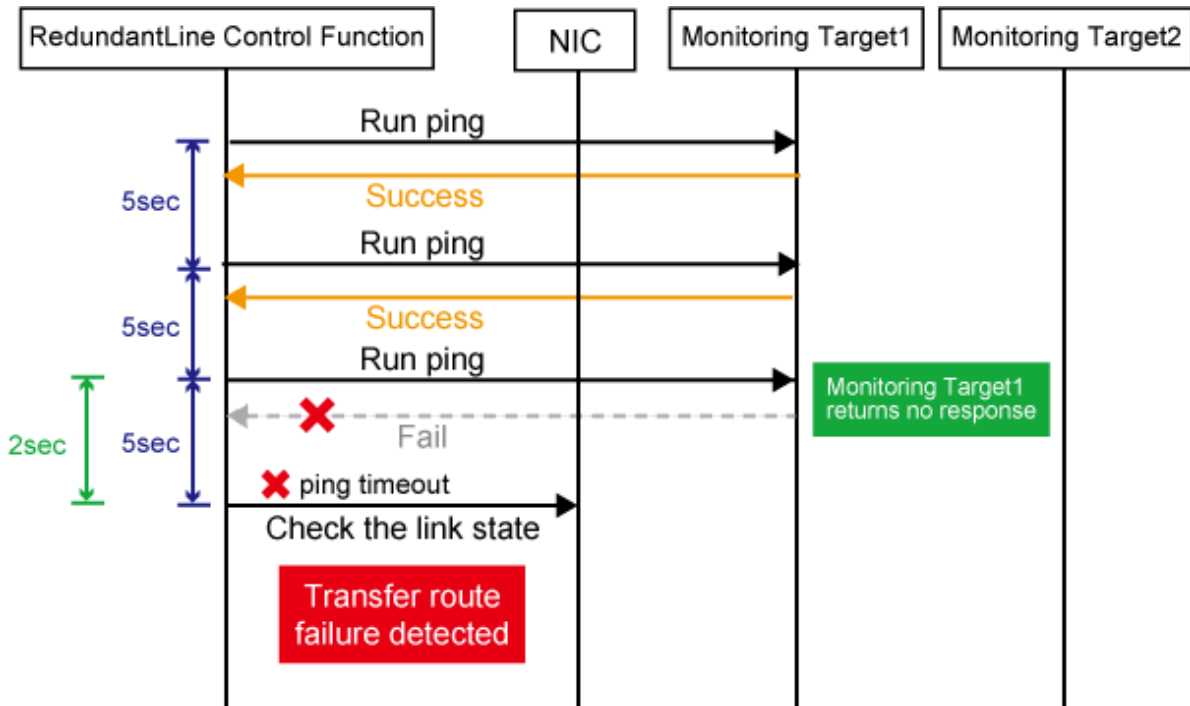 RedundantLine Control Function
NIC
Monitoring Target1
Monitoring Target2
Run ping
Success
5sec
Run ping
Success
5sec
Run ping
Monitoring Target1
returns no response
Fail
2sec
5sec
ping timeout
Check the link state
Transfer route
failure detected